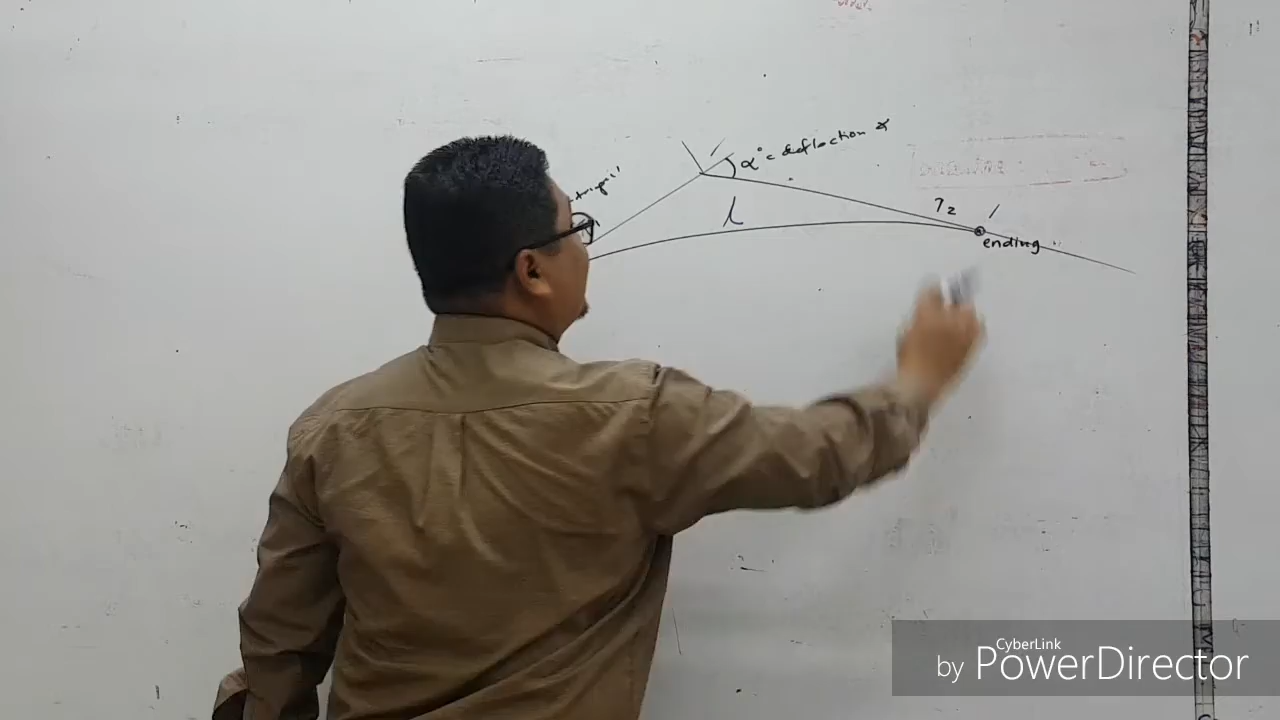 α° = deflection α
l
T2
ending
CyberLink
by PowerDirector